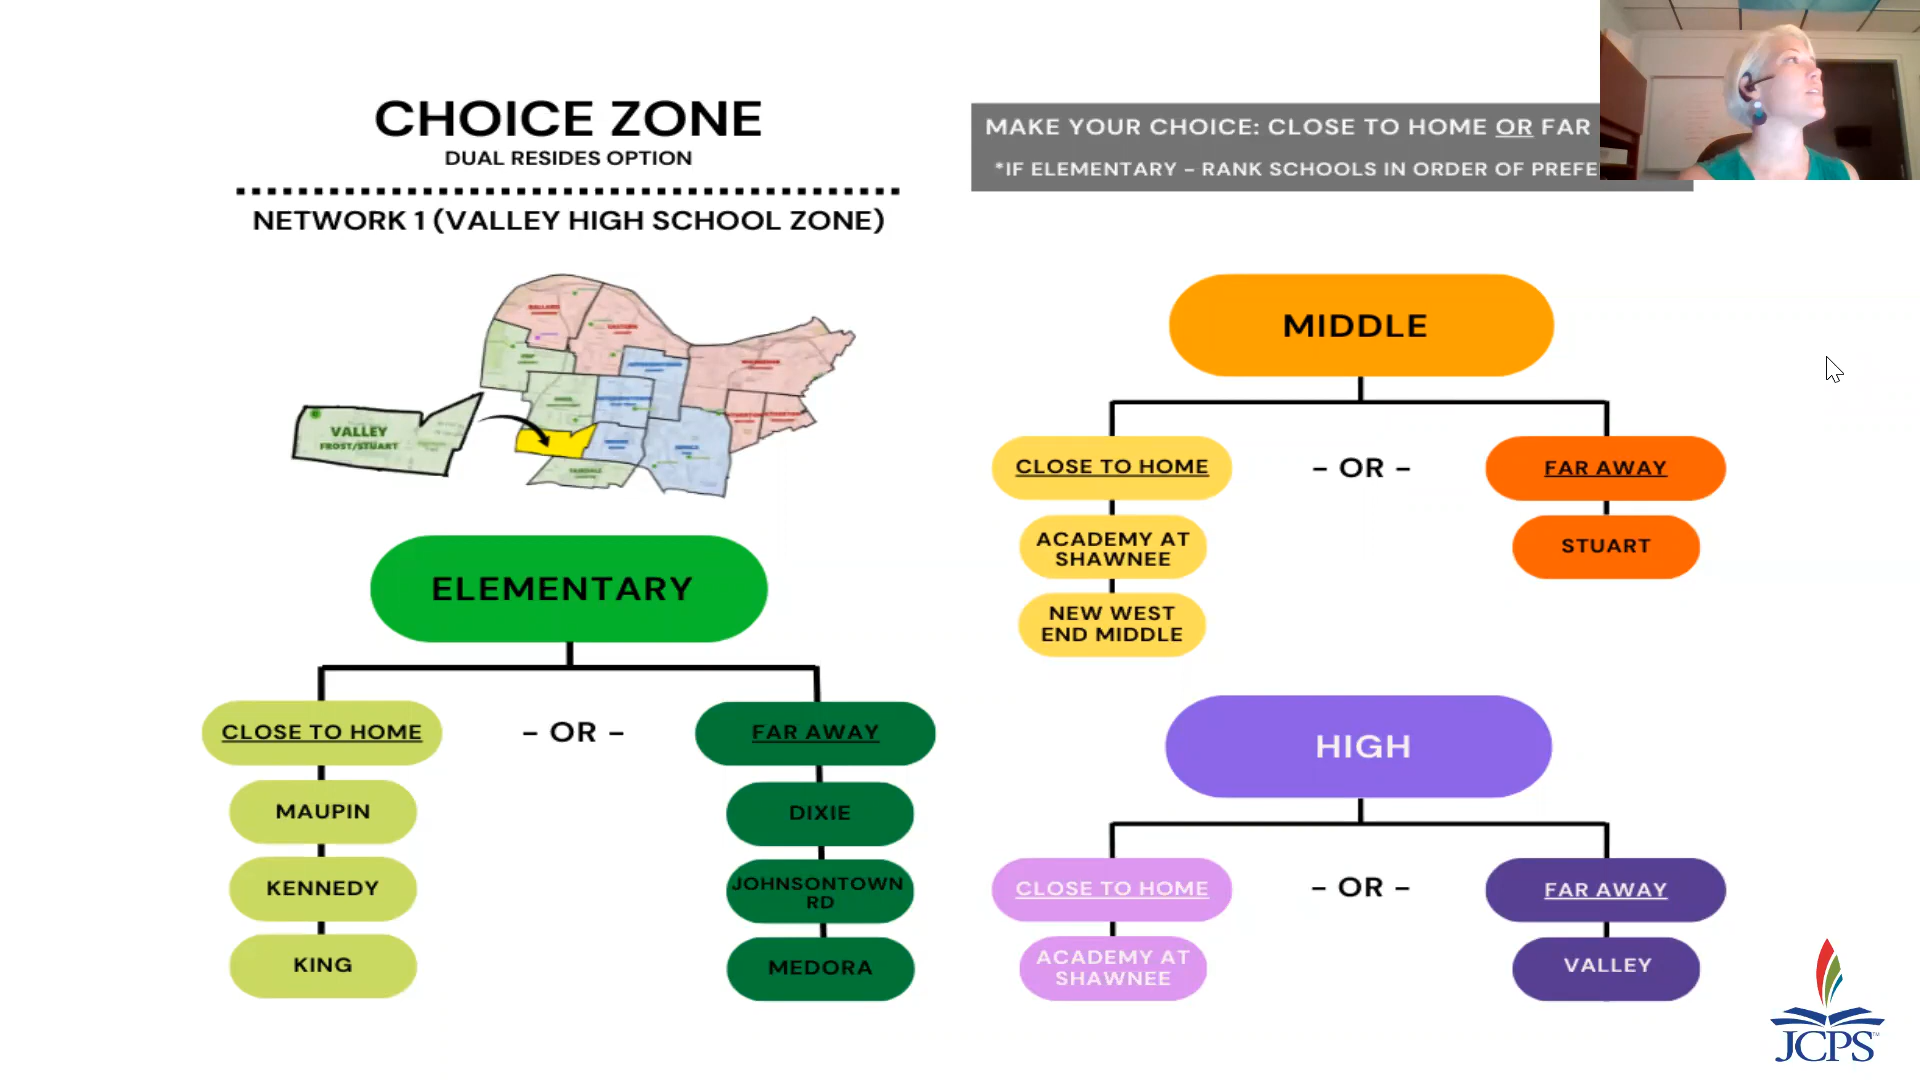 CHOICE ZONE
DUAL RESIDES OPTION
NETWORK 1 (VALLEY HIGH SCHOOL ZONE)
VALLEY
FROST/STUART
ELEMENTARY
CLOSE TO HOME
- OR -
FAR AWAY
MAUPIN
DIXIE
KENNEDY
JOHNSONTOWN
RD
KING
MEDORA
MAKE YOUR CHOICE: CLOSE TO HOME OR FAR
*IF ELEMENTARY - RANK SCHOOLS IN ORDER OF PREFE
MIDDLE
CLOSE TO HOME
- OR -
FAR AWAY
ACADEMY AT
SHAWNEE
STUART
NEW WEST
END MIDDLE
HIGH
CLOSE TO HOME
- OR -
FAR AWAY
ACADEMY AT
SHAWNEE
VALLEY
JCPS